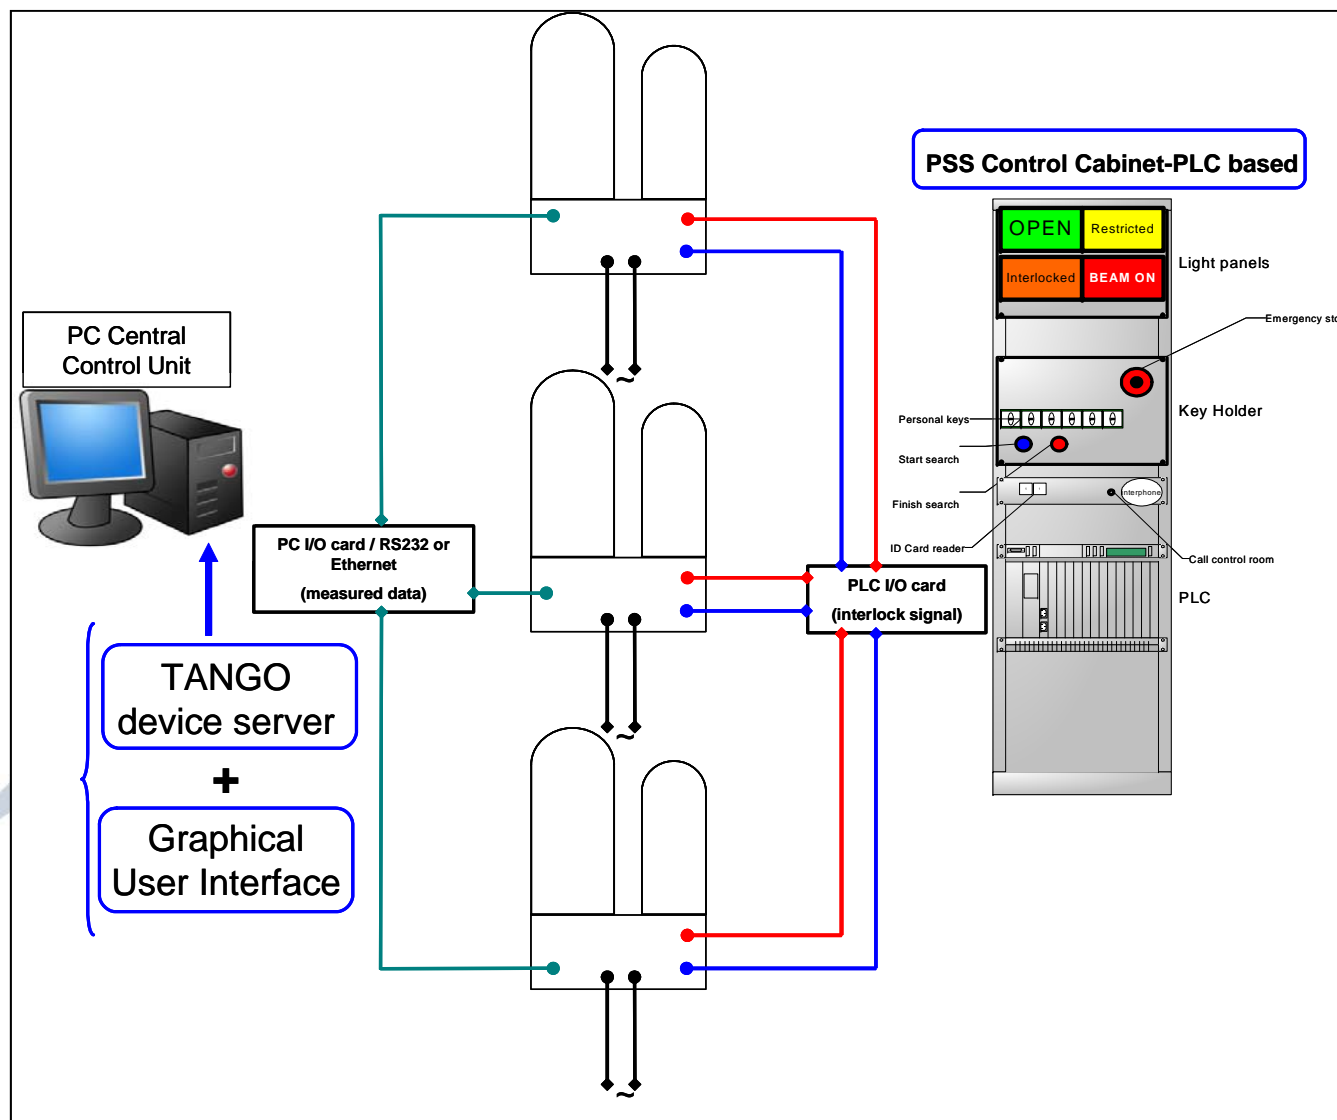 PSS Control Cabinet-PLC based
OPEN
Restricted
Interlocked
BEAM ON
Light panels
Emergency sto
PC Central
Control Unit
Key Holder
Personal keys
Start search
Finish search
interphone
ID Card reader
Call control room
PLC
PC I/O card / RS232 or
Ethernet
(measured data)
PLC I/O card
(interlock signal)
TANGO
device server
+
Graphical
User Interface
~
~
~